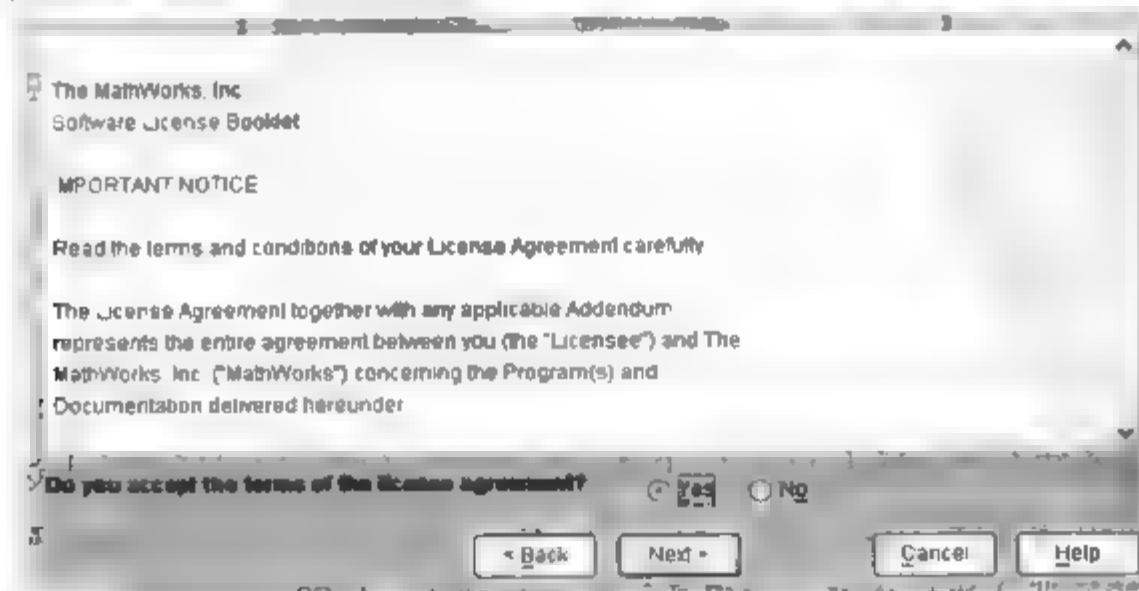 The MathWorks, Inc.
Software License Booklet
IMPORTANT NOTICE
Read the terms and conditions of your License Agreement carefully
The License Agreement together with any applicable Addendum
represents the entire agreement between you (the "Licensee") and The
MathWorks, Inc. ("MathWorks") concerning the Program(s) and
Documentation delivered hereunder
Do you accept the terms of the license agreement? Yes No
< Back Next > Cancel Help